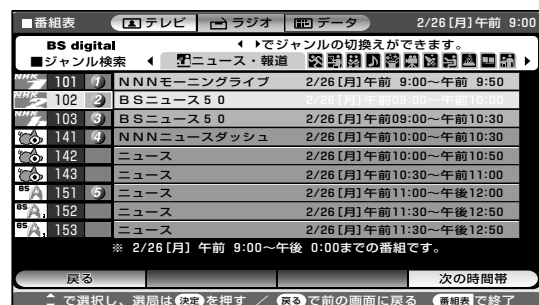 ■番組表 テレビ ラジオ データ 2/26[月]午前 9:00
BS digital ◀ ▶でジャンルの切換えができます。
■ジャンル検索 ◀ ニュース・報道 ▶
NHK 101 1 NNNモーニングライブ 2/26[月]午前 9:00～午前 9:50
NHK 102 2 BSニュース50 2/26[月]午前09:00～午前10:00
NHK 103 3 BSニュース50 2/26[月]午前09:00～午前10:30
141 4 NNNニュースダッシュ 2/26[月]午前10:00～午前10:30
142 ニュース 2/26[月]午前10:00～午前10:50
143 ニュース 2/26[月]午前10:30～午前11:00
BS A 151 5 ニュース 2/26[月]午前11:00～午後12:00
BS A 152 ニュース 2/26[月]午前11:30～午後12:50
BS A 153 ニュース 2/26[月]午前11:30～午後12:50
※ 2/26[月] 午前 9:00～午後 0:00までの番組です。
戻る 次の時間帯
で選択し、選局は 決定 を押す ／ 戻る で前の画面に戻る 番組表 で終了